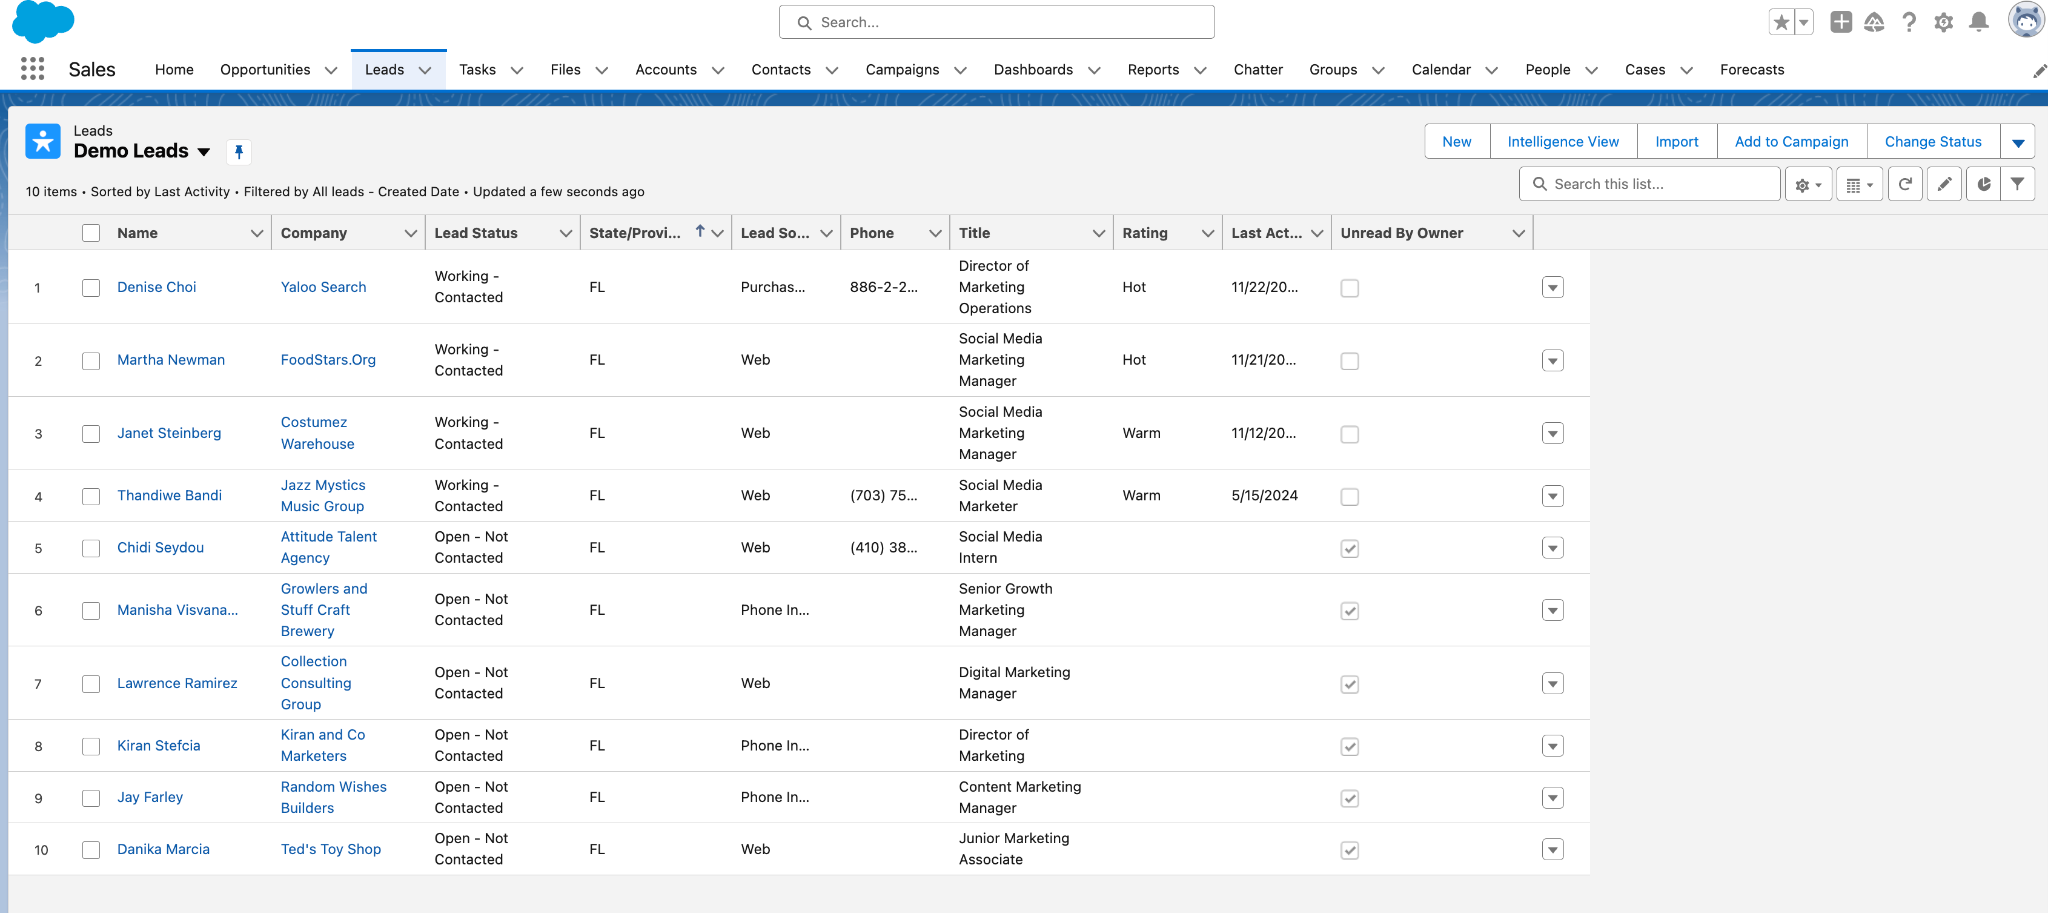 Search...
Sales Home Opportunities Leads Tasks Files Accounts Contacts Campaigns Dashboards Reports Chatter Groups Calendar People Cases Forecasts
Leads
Demo Leads
New Intelligence View Import Add to Campaign Change Status
10 items • Sorted by Last Activity • Filtered by All leads - Created Date • Updated a few seconds ago
Search this list...
Name Company Lead Status State/Provi... Lead So... Phone Title Rating Last Act... Unread By Owner
1 Denise Choi Yaloo Search Working - Contacted FL Purchas... 886-2-2... Director of Marketing Operations Hot 11/22/20...
2 Martha Newman FoodStars.Org Working - Contacted FL Web Social Media Marketing Manager Hot 11/21/20...
3 Janet Steinberg Costumez Warehouse Working - Contacted FL Web Social Media Marketing Manager Warm 11/12/20...
4 Thandiwe Bandi Jazz Mystics Music Group Working - Contacted FL Web (703) 75... Social Media Marketer Warm 5/15/2024
5 Chidi Seydou Attitude Talent Agency Open - Not Contacted FL Web (410) 38... Social Media Intern
6 Manisha Visvana... Growlers and Stuff Craft Brewery Open - Not Contacted FL Phone In... Senior Growth Marketing Manager
7 Lawrence Ramirez Collection Consulting Group Open - Not Contacted FL Web Digital Marketing Manager
8 Kiran Stefcia Kiran and Co Marketers Open - Not Contacted FL Phone In... Director of Marketing
9 Jay Farley Random Wishes Builders Open - Not Contacted FL Phone In... Content Marketing Manager
10 Danika Marcia Ted's Toy Shop Open - Not Contacted FL Web Junior Marketing Associate